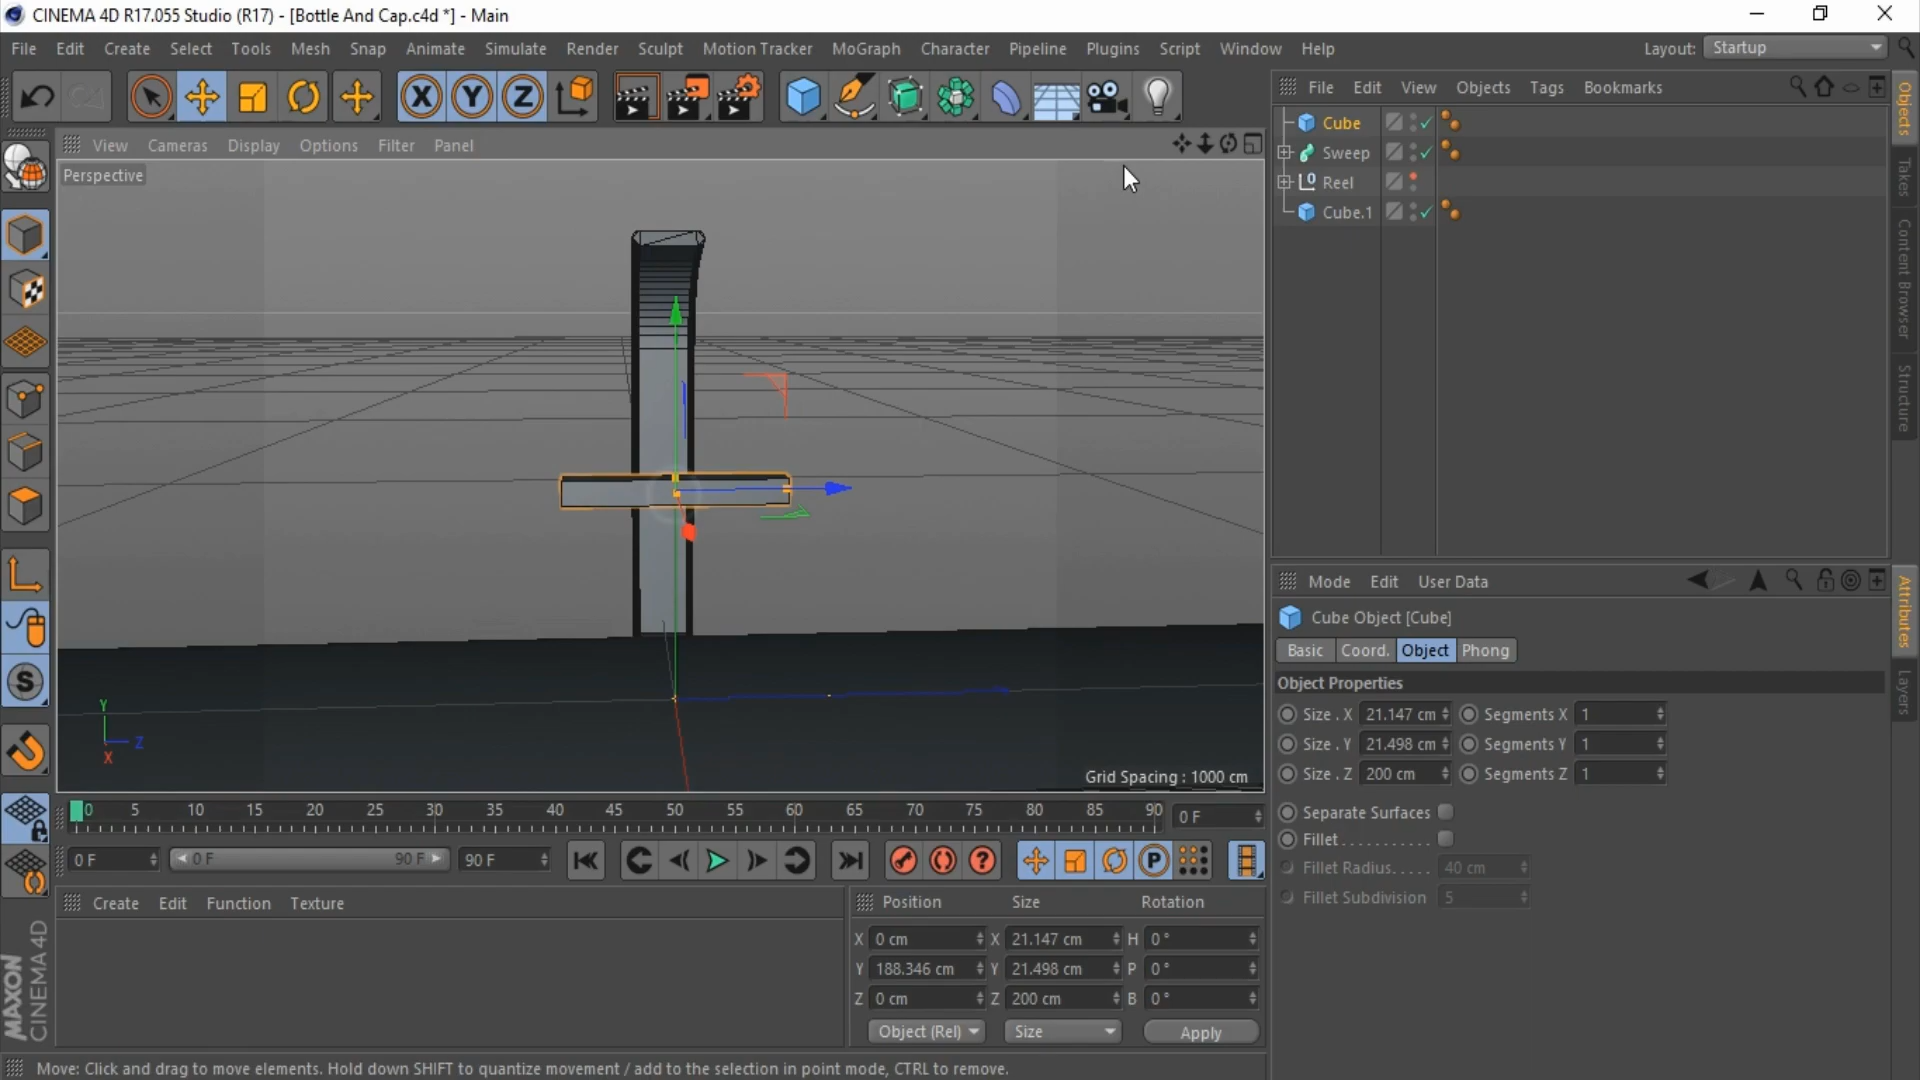 CINEMA 4D R17.055 Studio (R17) - [Bottle And Cap.c4d *] - Main
File Edit Create Select Tools Mesh Snap Animate Simulate Render Sculpt Motion Tracker MoGraph Character Pipeline Plugins Script Window Help Layout: Startup
X Y Z
File Edit View Objects Tags Bookmarks
View Cameras Display Options Filter Panel
Perspective
Cube
Sweep
Reel
Cube.1
Objects
Takes
Content Browser
Structure
Y
Z
X
Grid Spacing : 1000 cm
Mode Edit User Data
Cube Object [Cube]
Basic Coord. Object Phong
Object Properties
Size . X 21.147 cm Segments X 1
Size . Y 21.498 cm Segments Y 1
Size . Z 200 cm Segments Z 1
Separate Surfaces
Fillet
Fillet Radius 40 cm
Fillet Subdivision 5
Attributes
Layers
0 5 10 15 20 25 30 35 40 45 50 55 60 65 70 75 80 85 90 0 F
0 F 0 F 90 F 90 F
Create Edit Function Texture
Position Size Rotation
X 0 cm X 21.147 cm H 0 °
Y 188.346 cm Y 21.498 cm P 0 °
Z 0 cm Z 200 cm B 0 °
Object (Rel) Size Apply
MAXON
CINEMA 4D
Move: Click and drag to move elements. Hold down SHIFT to quantize movement / add to the selection in point mode, CTRL to remove.